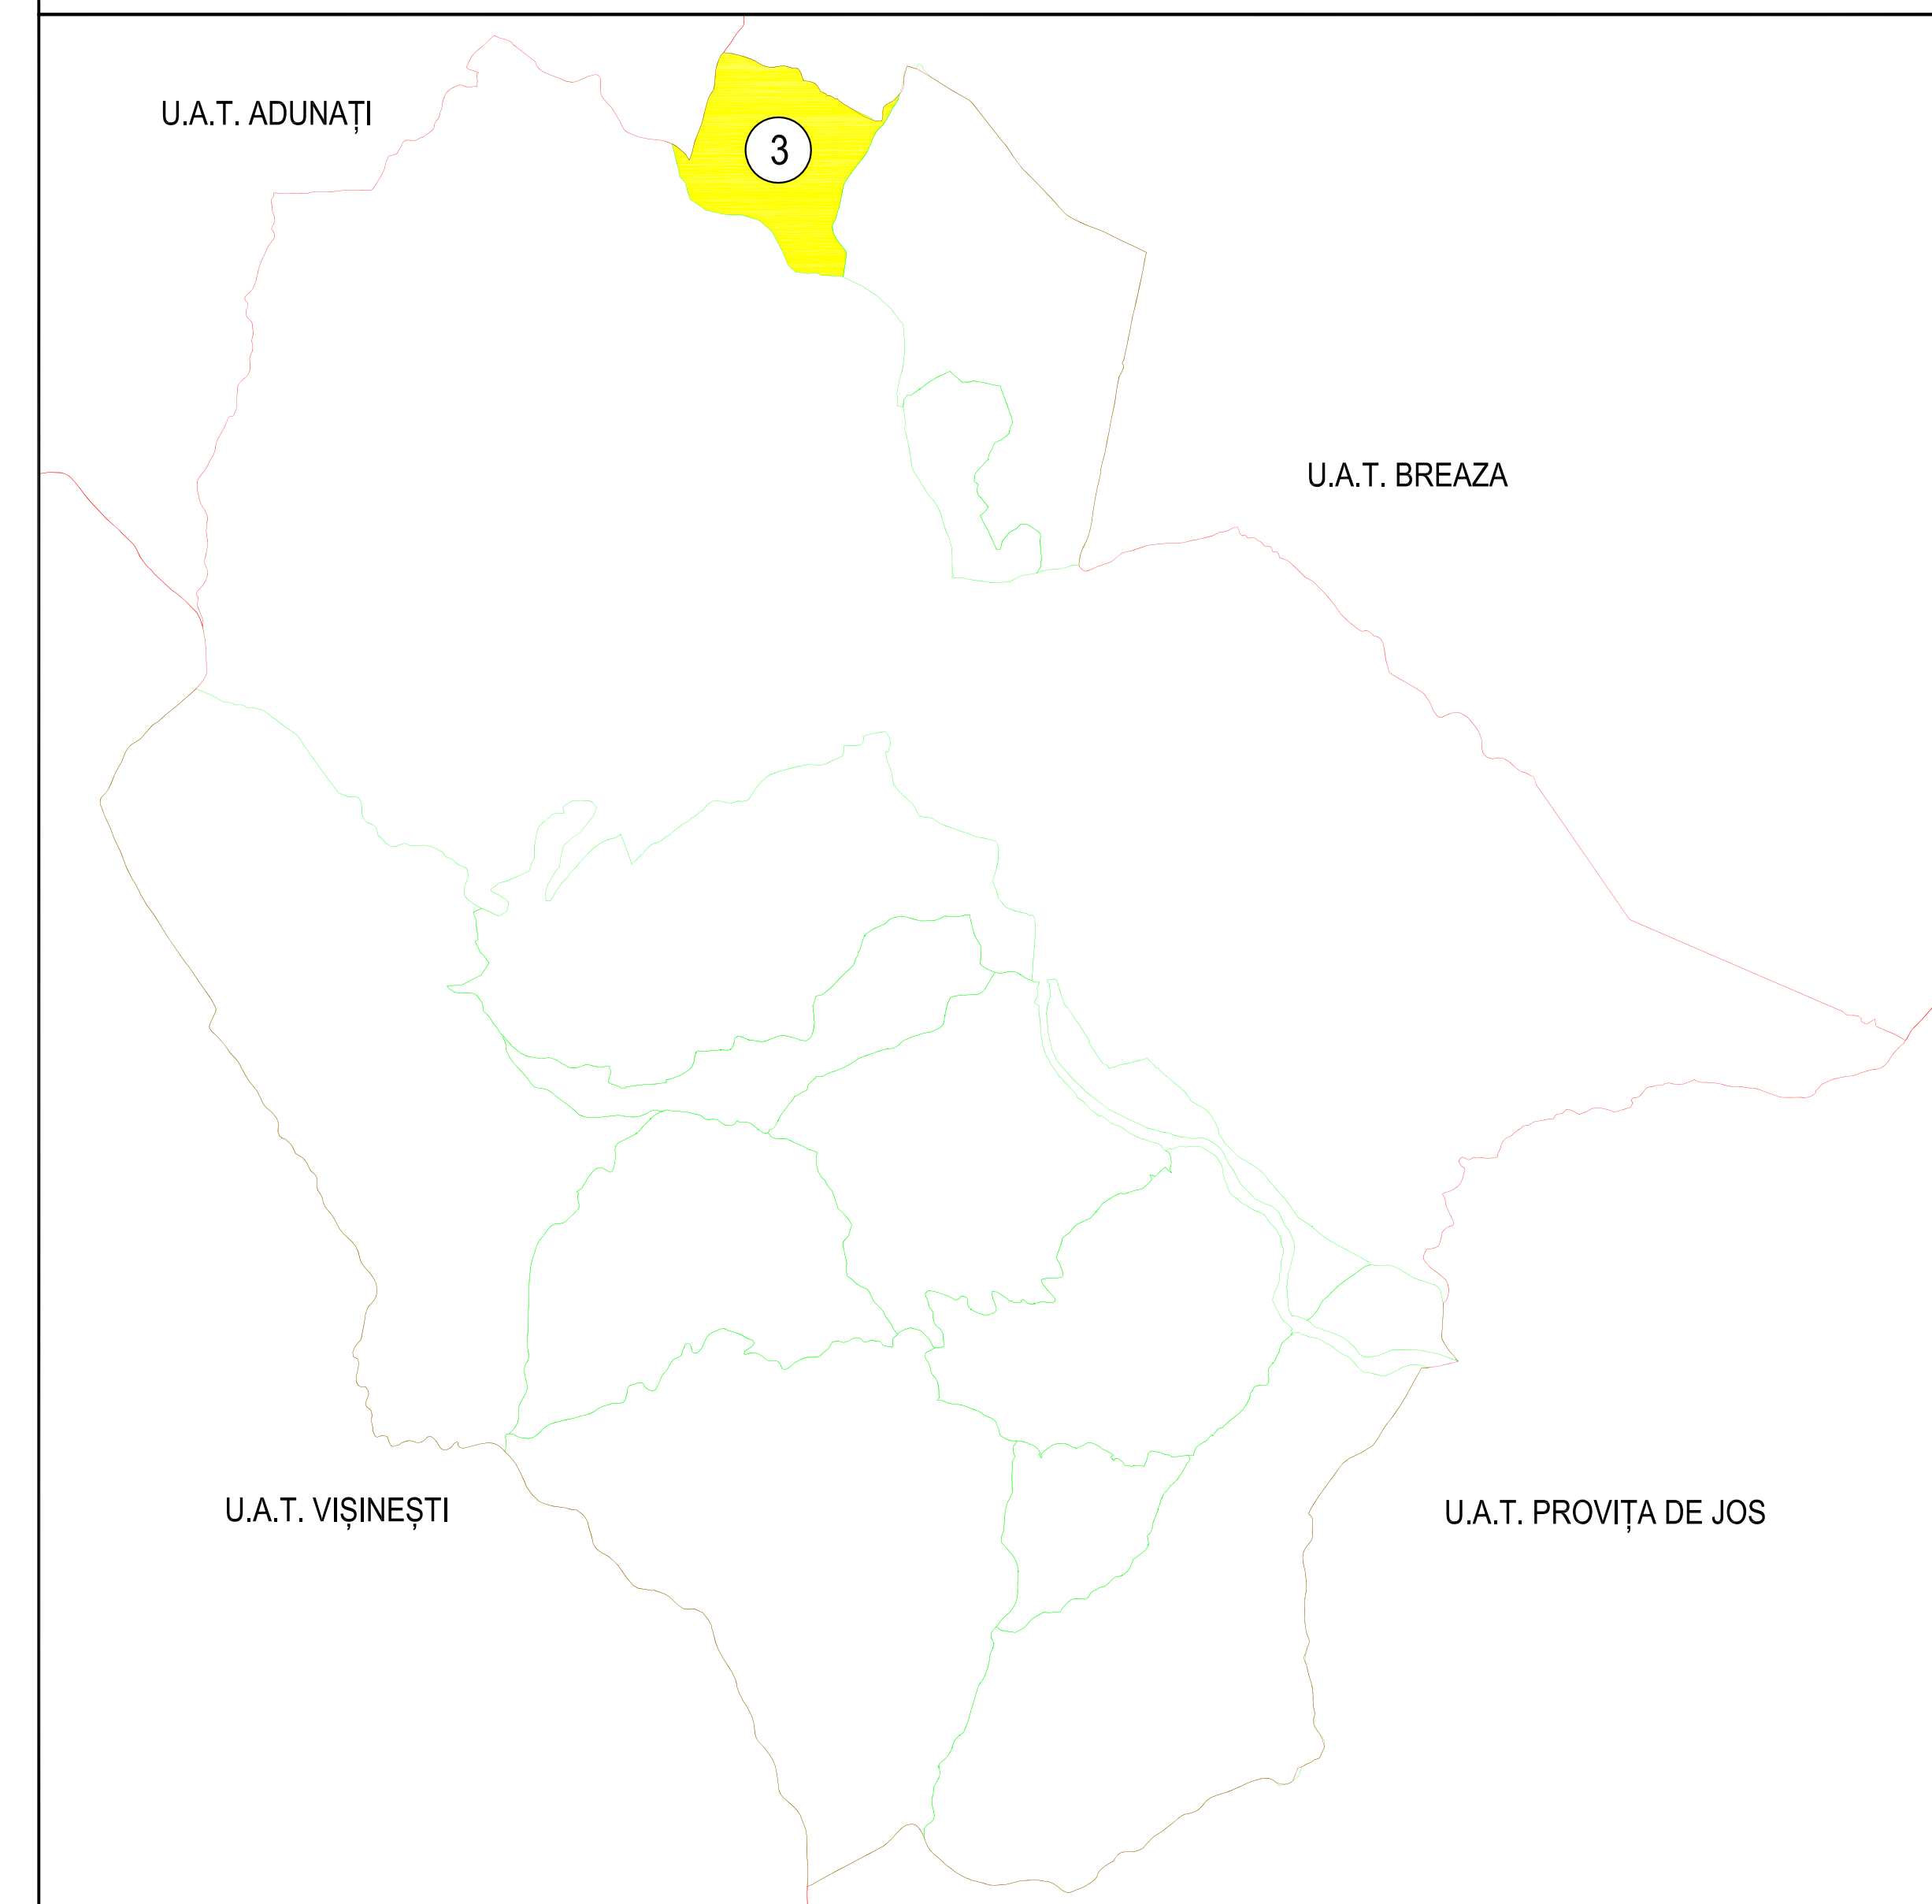 U.A.T. ADUNAȚI
3
U.A.T. BREAZA
U.A.T. VIȘINEȘTI
U.A.T. PROVIȚA DE JOS